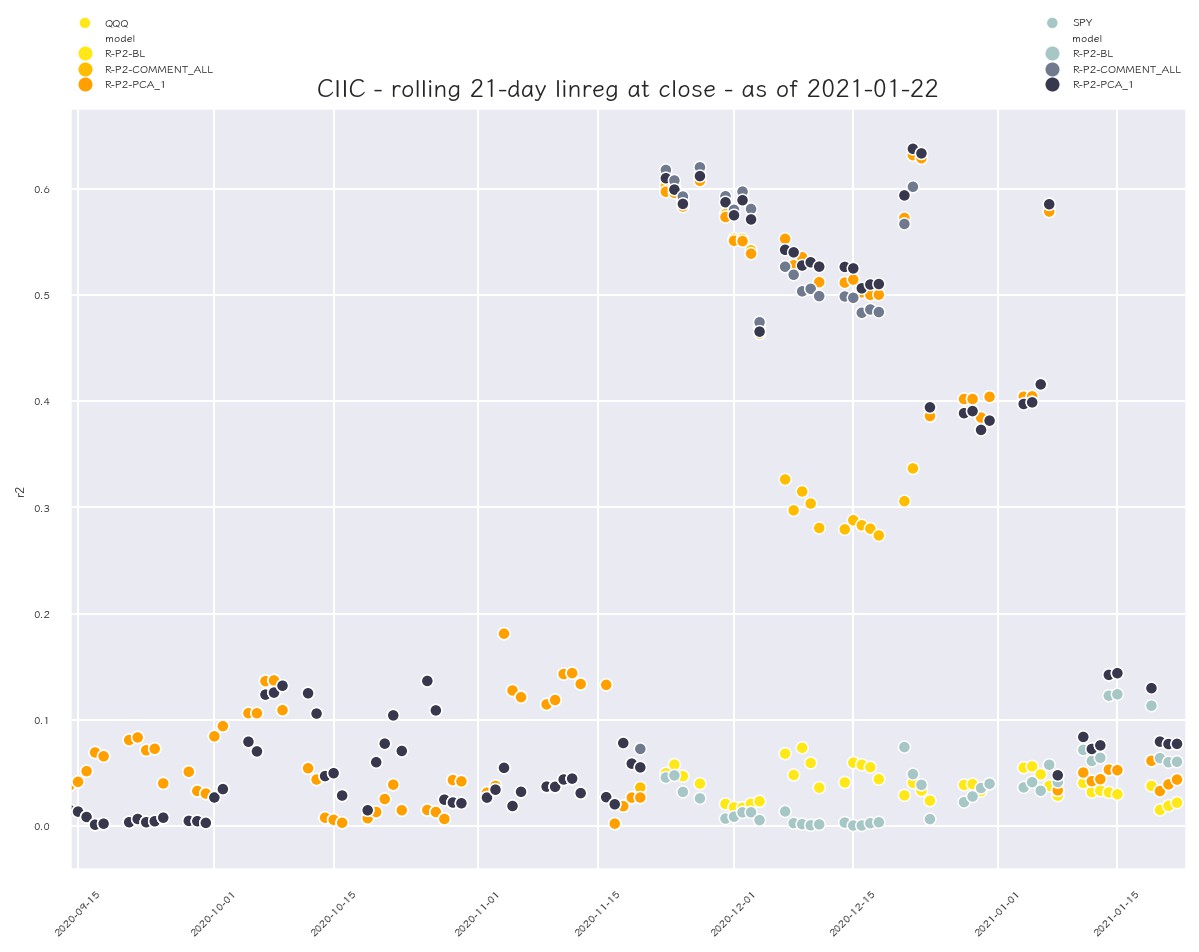 QQQ
model
R-P2-BL
R-P2-COMMENT_ALL
R-P2-PCA_1
SPY
model
R-P2-BL
R-P2-COMMENT_ALL
R-P2-PCA_1
CIIC - rolling 21-day linreg at close - as of 2021-01-22
r2
0.6
0.5
0.4
0.3
0.2
0.1
0.0
2020-09-15
2020-10-01
2020-10-15
2020-11-01
2020-11-15
2020-12-01
2020-12-15
2021-01-01
2021-01-15